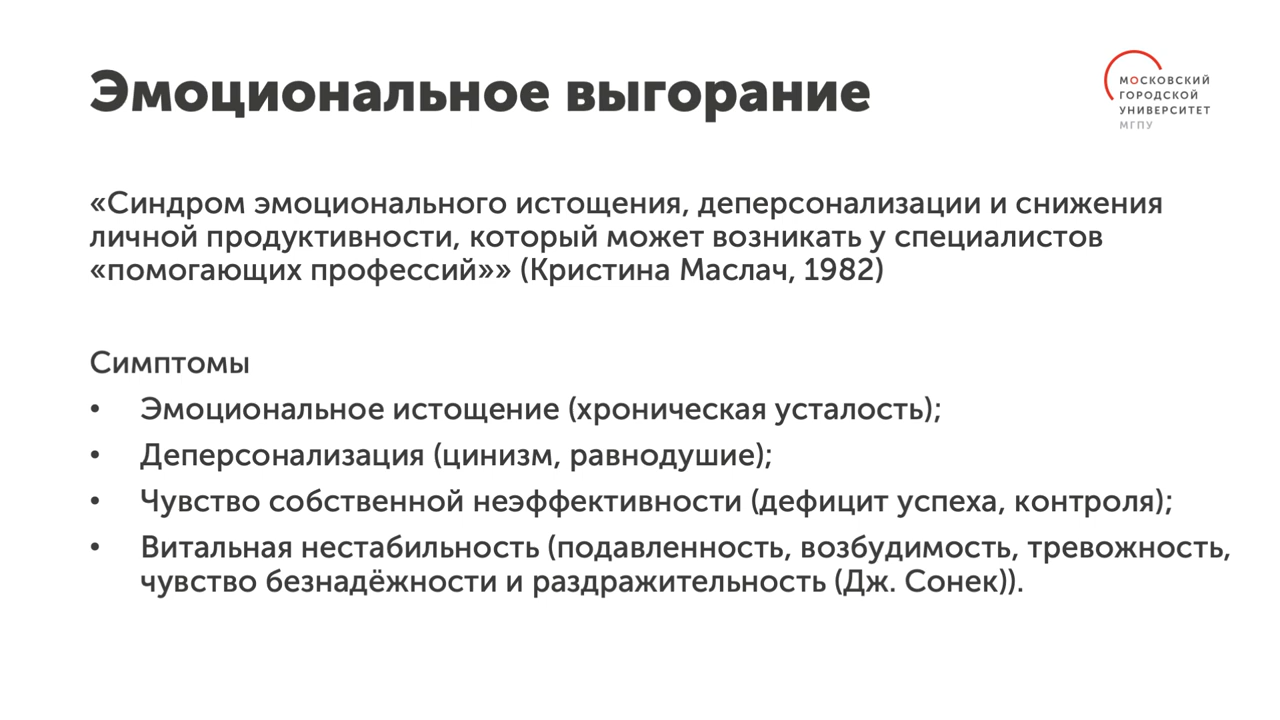 Эмоциональное выгорание
МОСКОВСКИЙ
ГОРОДСКОЙ
УНИВЕРСИТЕТ
МГПУ
«Синдром эмоционального истощения, деперсонализации и снижения
личной продуктивности, который может возникать у специалистов
«помогающих профессий»» (Кристина Маслач, 1982)
Симптомы
• Эмоциональное истощение (хроническая усталость);
• Деперсонализация (цинизм, равнодушие);
• Чувство собственной неэффективности (дефицит успеха, контроля);
• Витальная нестабильность (подавленность, возбудимость, тревожность,
чувство безнадёжности и раздражительность (Дж. Сонек)).